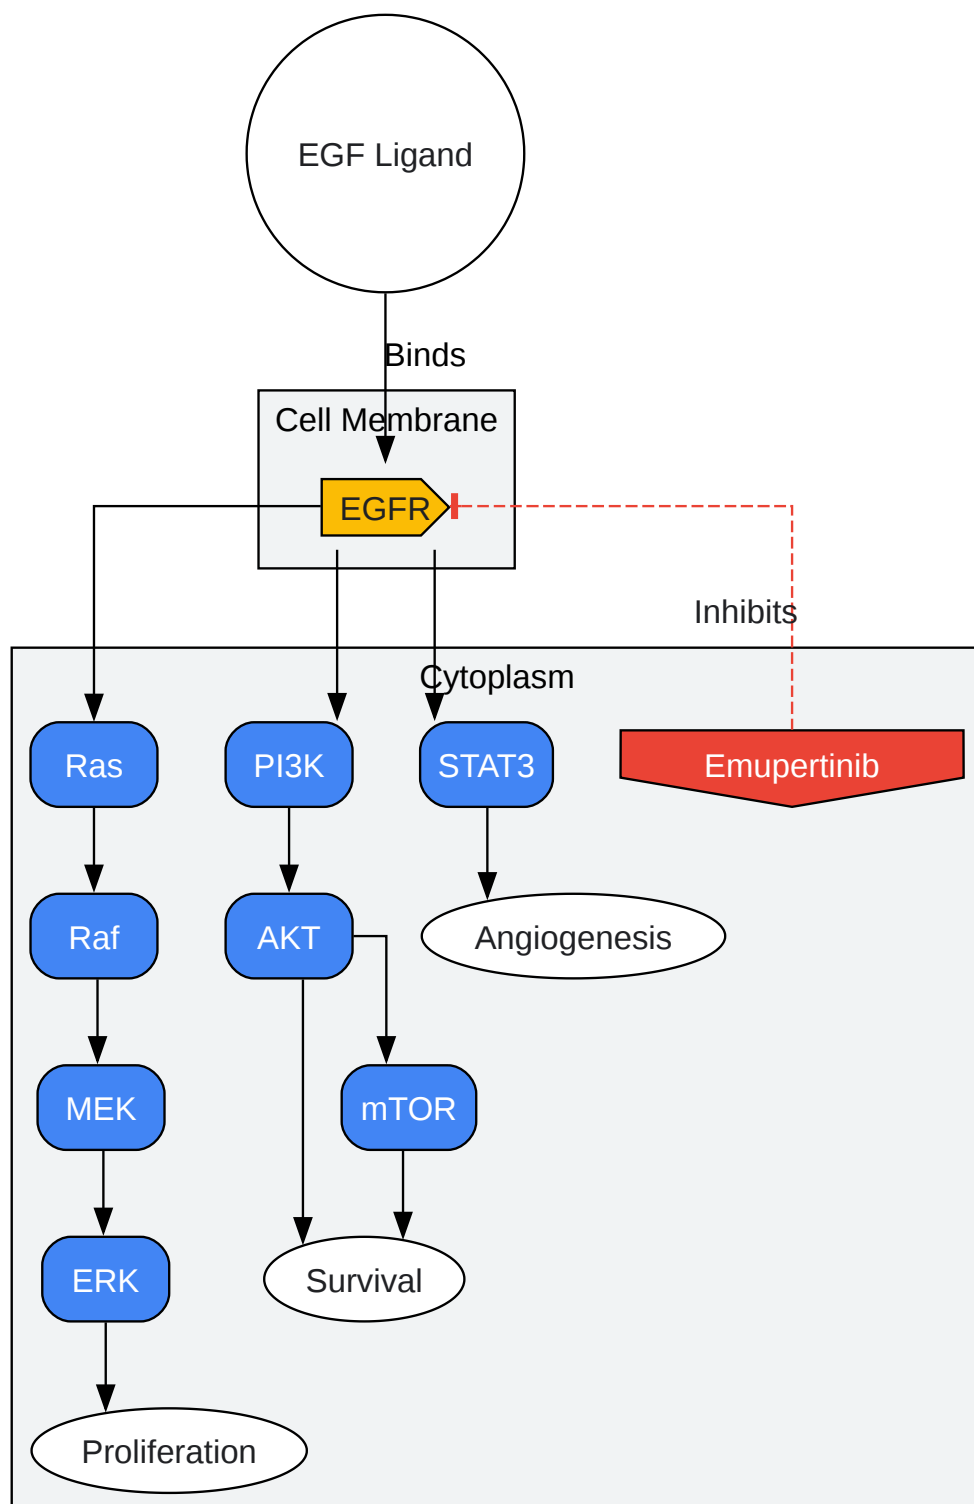 EGF Ligand
Binds
Cell Membrane
EGFR
Inhibits
Cytoplasm
Ras
PI3K
STAT3
Emupertinib
Raf
AKT
Angiogenesis
MEK
mTOR
ERK
Survival
Proliferation